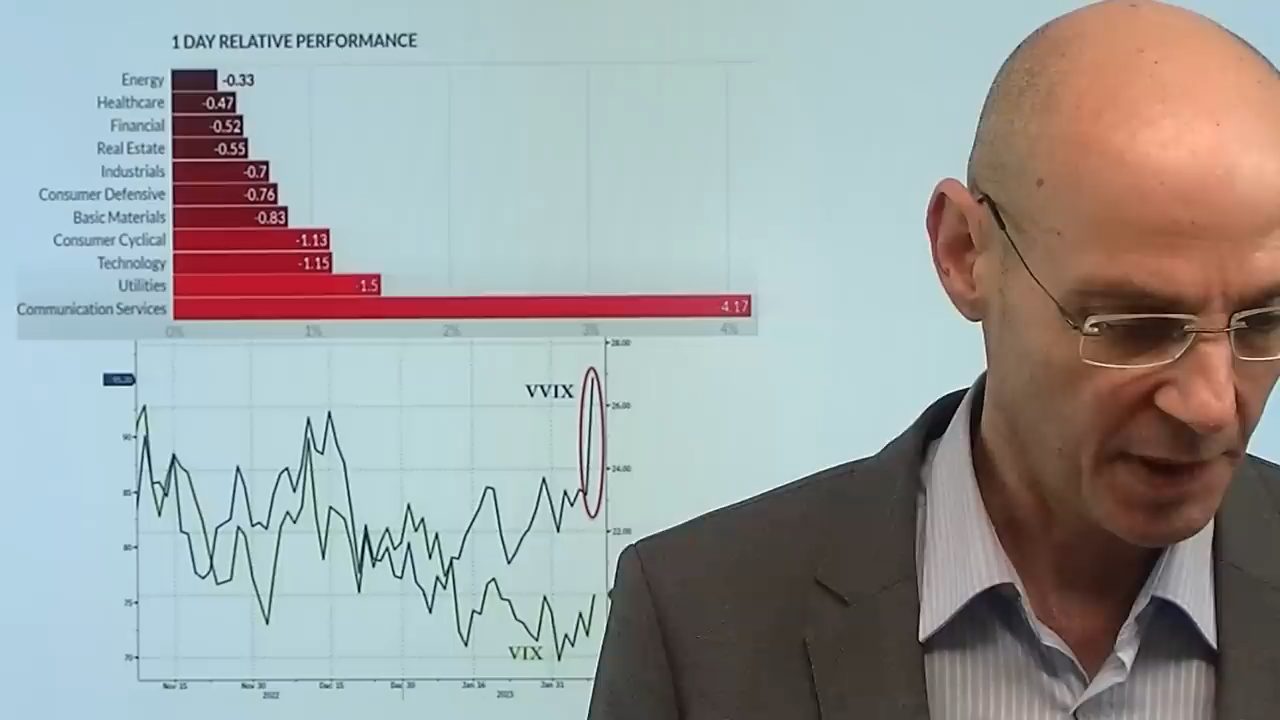 1 DAY RELATIVE PERFORMANCE
Energy -0.33
Healthcare -0.47
Financial -0.52
Real Estate -0.55
Industrials -0.7
Consumer Defensive -0.76
Basic Materials -0.83
Consumer Cyclical -1.13
Technology -1.15
Utilities -1.5
Communication Services 4.17
0% 1% 2% 3% 4%
28.00
VVIX
26.00
90
24.00
85
22.00
80
75
VIX
70
Nov 15 Nov 30 Dec 15 Dec 30 Jan 16 Jan 31
2022 2023